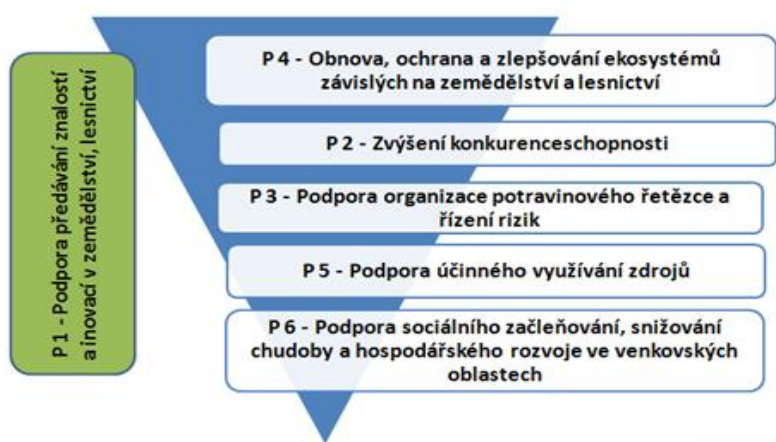 P 1 - Podpora předávání znalostí
a inovací v zemědělství, lesnictví
P 4 - Obnova, ochrana a zlepšování ekosystémů
závislých na zemědělství a lesnictví
P 2 - Zvýšení konkurenceschopnosti
P 3 - Podpora organizace potravinového řetězce a
řízení rizik
P 5 - Podpora účinného využívání zdrojů
P 6 - Podpora sociálního začleňování, snižování
chudoby a hospodářského rozvoje ve venkovských
oblastech